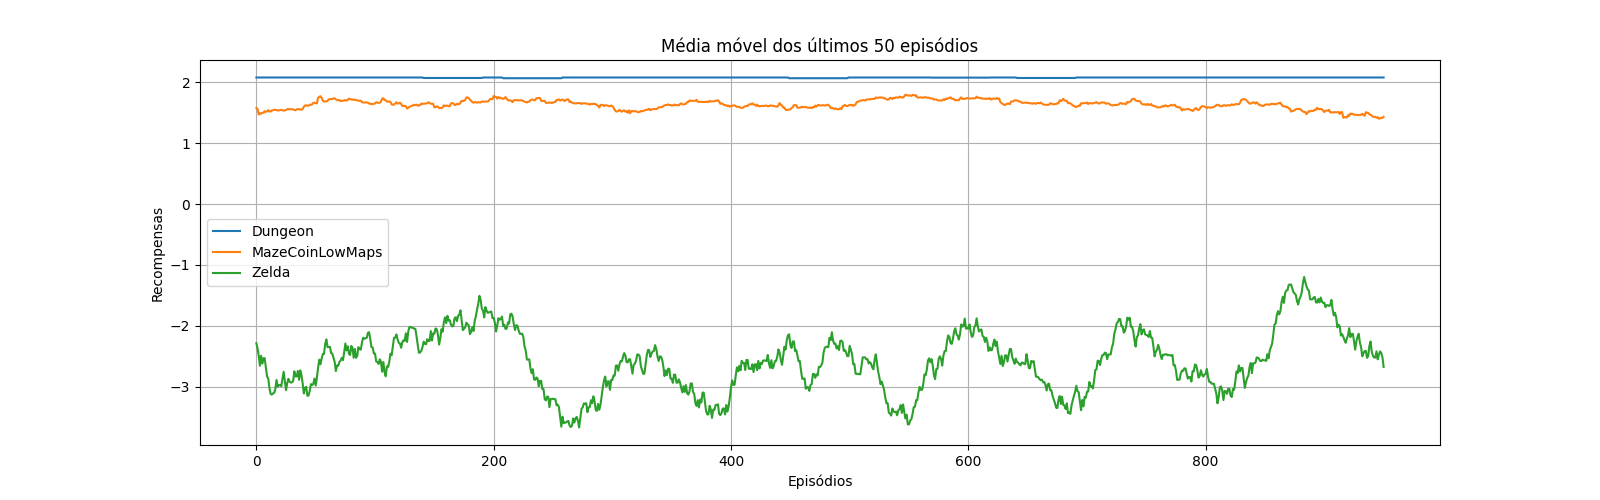 Média móvel dos últimos 50 episódios
Recompensas
2
1
0
−1
−2
−3
Dungeon
MazeCoinLowMaps
Zelda
0
200
400
600
800
Episódios